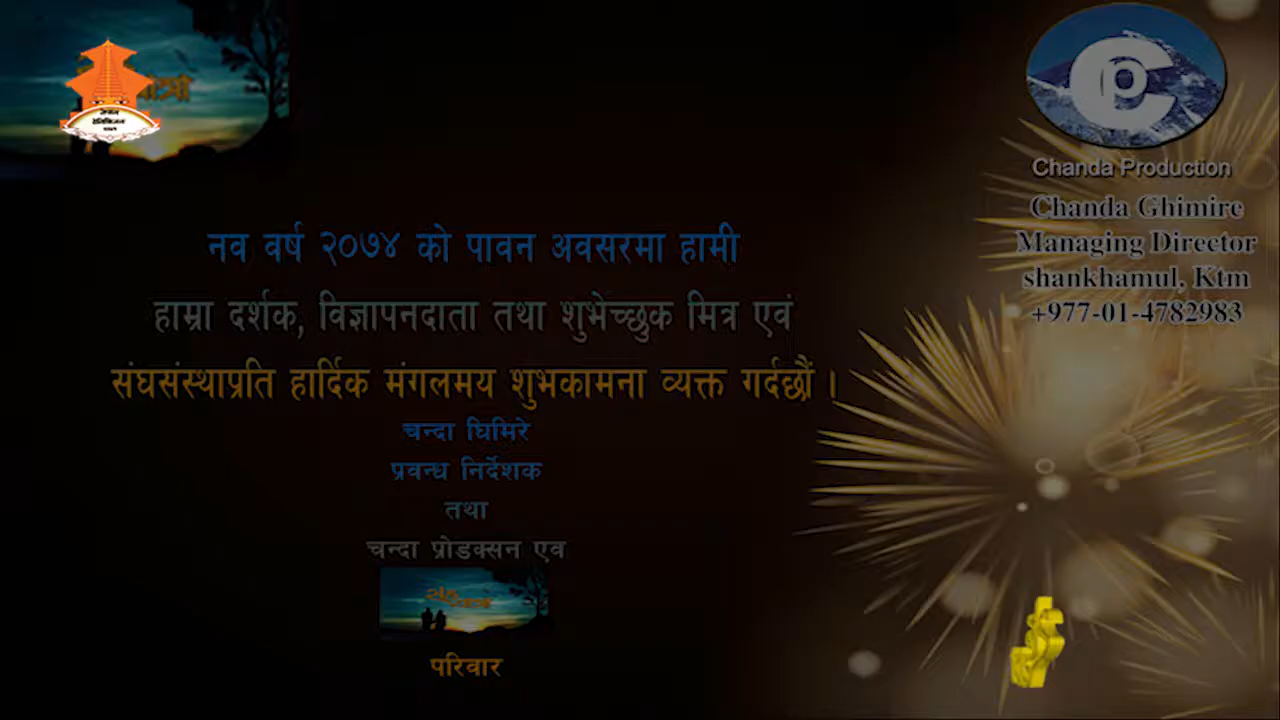 Chanda Production
Chanda Ghimire
Managing Director
shankhamul, Ktm
+977-01-4782983
नव वर्ष २०७४ को पावन अवसरमा हामी
हाम्रा दर्शक, विज्ञापनदाता तथा शुभेच्छुक मित्र एवं
संघसंस्थाप्रति हार्दिक मंगलमय शुभकामना व्यक्त गर्दछौं ।
चन्दा घिमिरे
प्रवन्ध निर्देशक
तथा
चन्दा प्रोडक्सन एव
परिवार